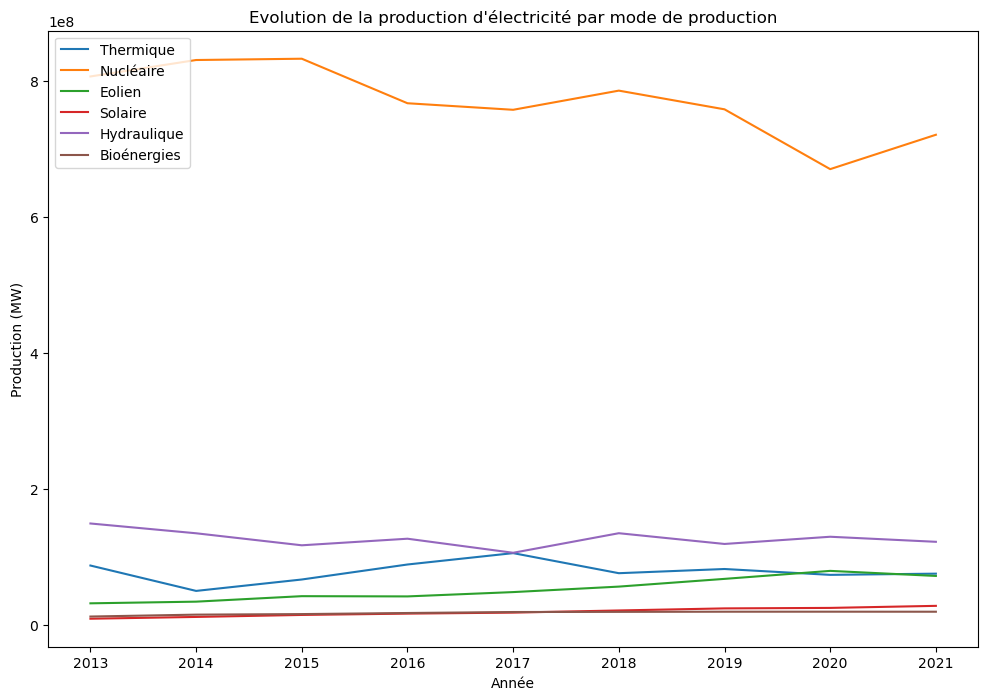 Evolution de la production d'électricité par mode de production
1e8
Thermique
Nucléaire
Eolien
Solaire
Hydraulique
Bioénergies
8
6
4
2
0
Production (MW)
2013 2014 2015 2016 2017 2018 2019 2020 2021
Année